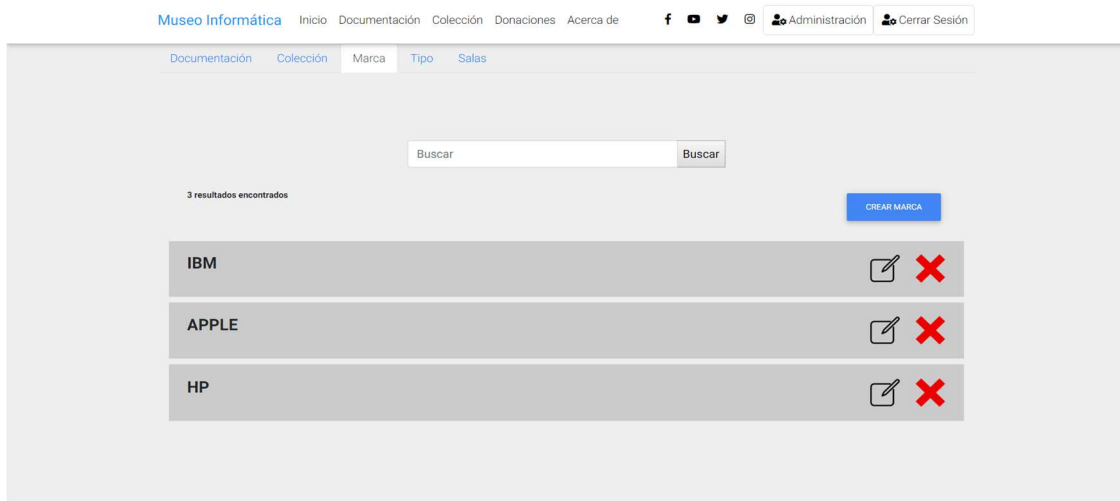 Museo Informática Inicio Documentación Colección Donaciones Acerca de Administración Cerrar Sesión
Documentación Colección Marca Tipo Salas
Buscar Buscar
3 resultados encontrados
CREAR MARCA
IBM
APPLE
HP